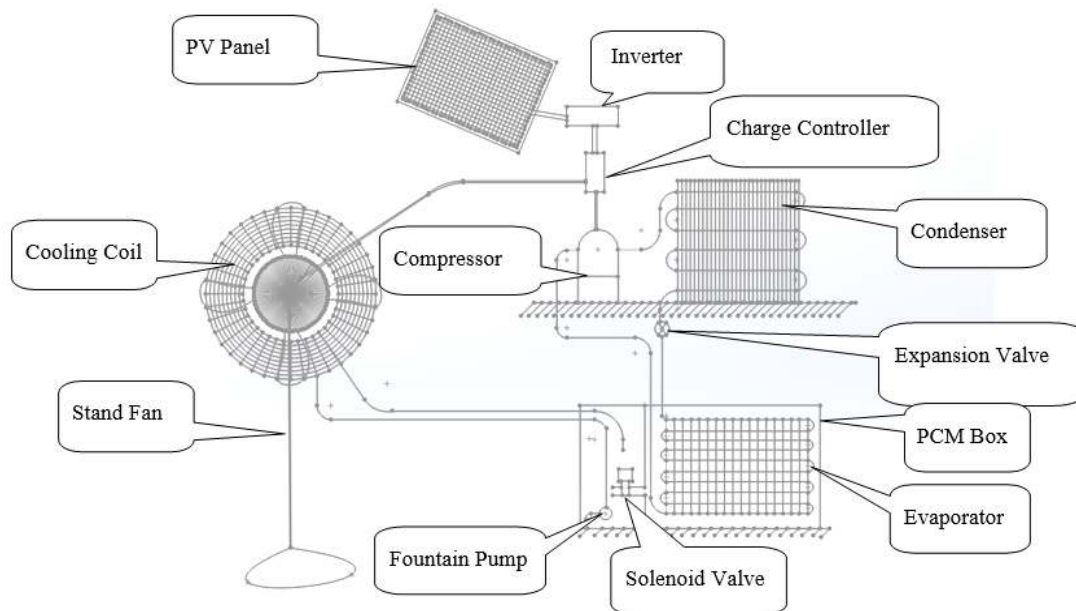 PV Panel
Inverter
Charge Controller
Cooling Coil
Compressor
Condenser
Expansion Valve
Stand Fan
PCM Box
Evaporator
Fountain Pump
Solenoid Valve